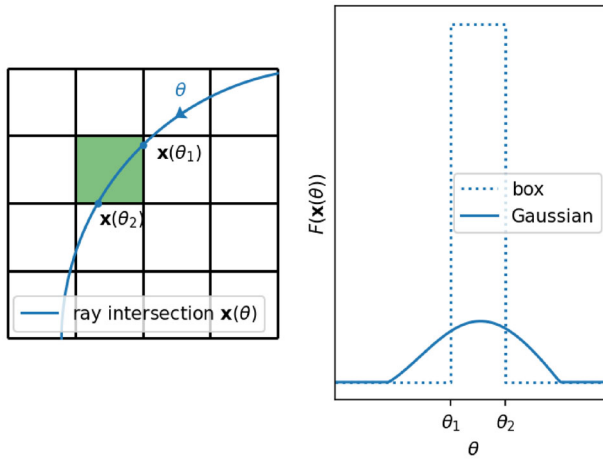 θ
x(θ₁)
x(θ₂)
ray intersection x(θ)
F(x(θ))
box
Gaussian
θ₁
θ₂
θ